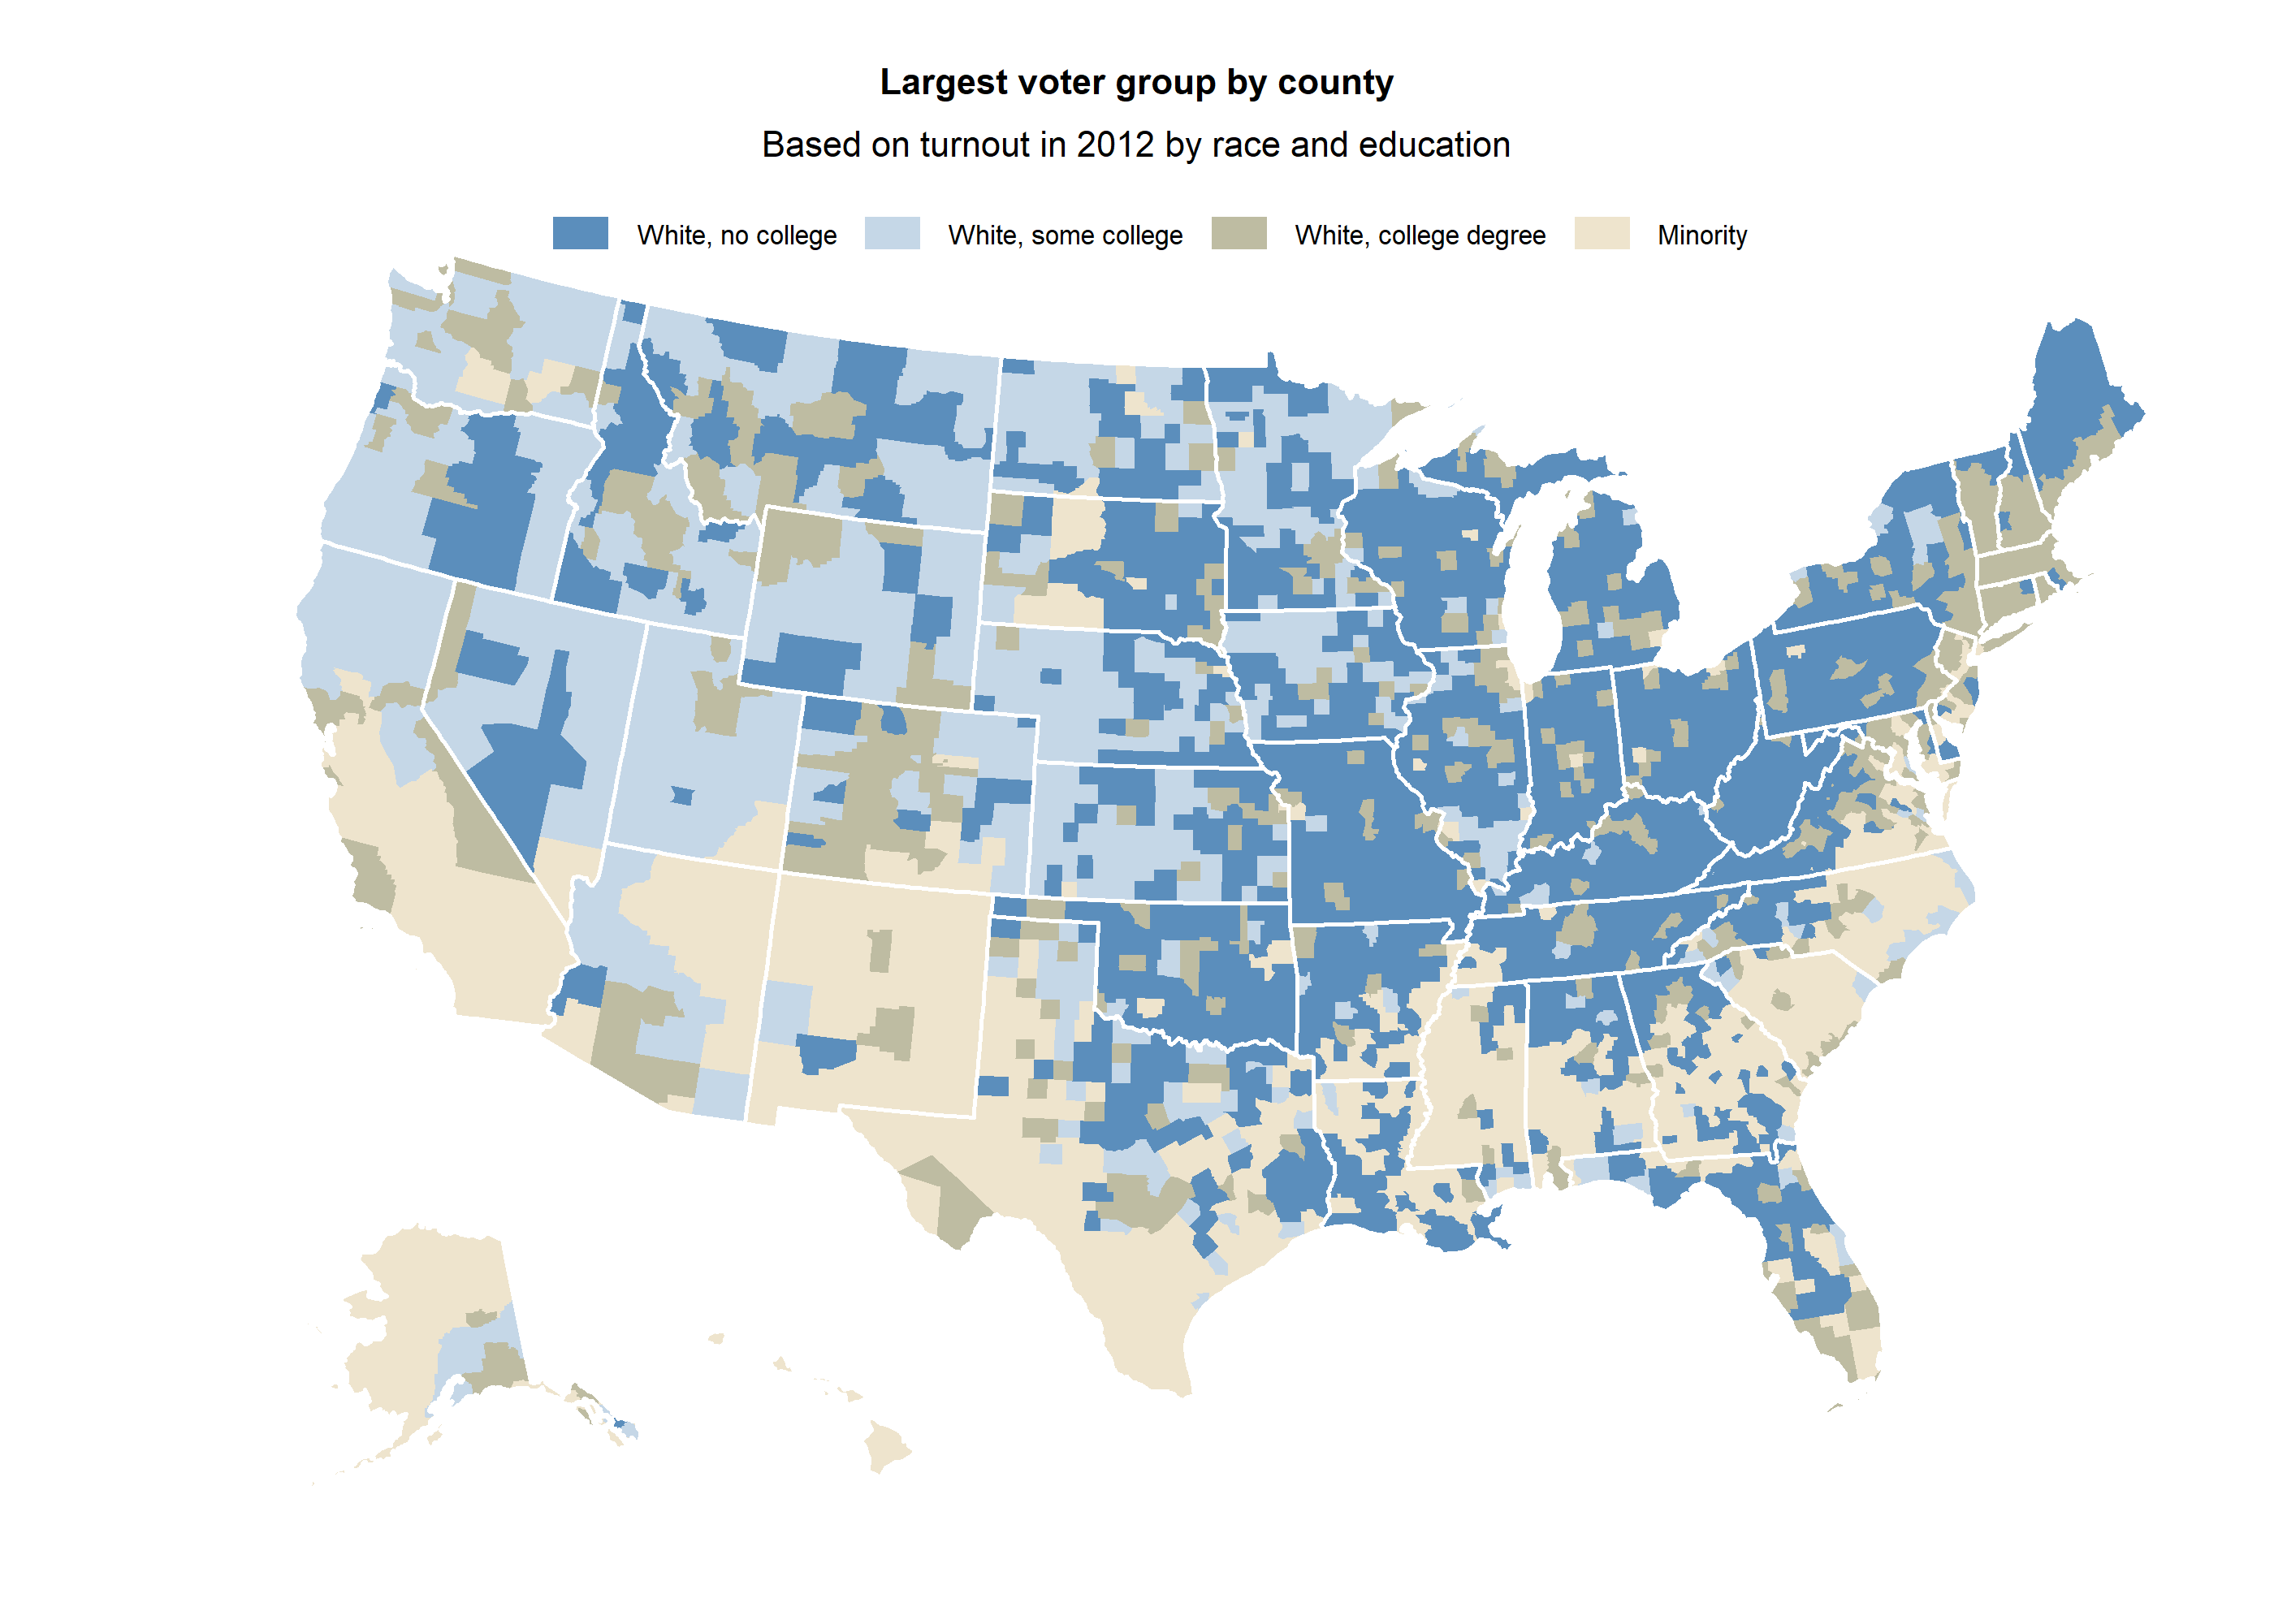 Largest voter group by county
Based on turnout in 2012 by race and education
White, no college White, some college White, college degree Minority